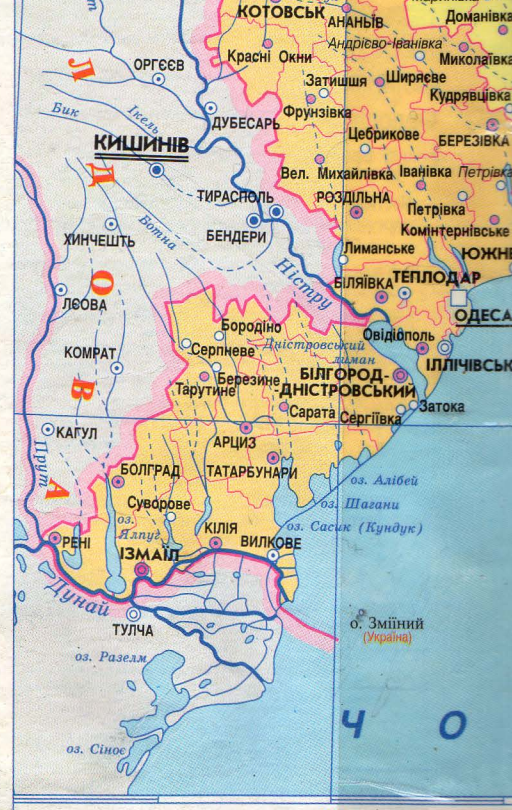 КОТОВСЬК
АНАНЬЇВ
Доманівка
Андрієво-Іванівка
Красні Окни
Миколаївка
ОРГЄЄВ
Затишшя
Ширяєве
Кудрявцівка
Фрунзівка
Бик
Ікель
ДУБЕСАРЬ
Цебрикове
БЕРЕЗІВКА
КИШИНІВ
Вел. Михайлівка
Іванівка
Петрівка
ТИРАСПОЛЬ
РОЗДІЛЬНА
Петрівка
Ботна
БЕНДЕРИ
Комінтернівське
ХИНЧЕШТЬ
Лиманське
ЮЖНЕ
Ністру
БІЛЯЇВКА
ТЕПЛОДАР
ЛЄОВА
ОДЕСА
Бородіно
Овідіополь
Дністровський
лиман
КОМРАТ
Серпневе
ІЛЛІЧІВСЬК
Березине
БІЛГОРОД-
-ДНІСТРОВСЬКИЙ
Тарутине
Сарата
Сергіївка
Затока
КАГУЛ
АРЦИЗ
Прут
БОЛГРАД
ТАТАРБУНАРИ
оз. Алібей
Суворове
оз. Шагани
оз.
Ялпуг
КІЛІЯ
оз. Сасик (Кундук)
РЕНІ
ІЗМАЇЛ
ВИЛКОВЕ
Дунай
ТУЛЧА
о. Зміїний
(Україна)
оз. Разелм
оз. Сіноє
Л
Д
О
В
А
Ч О